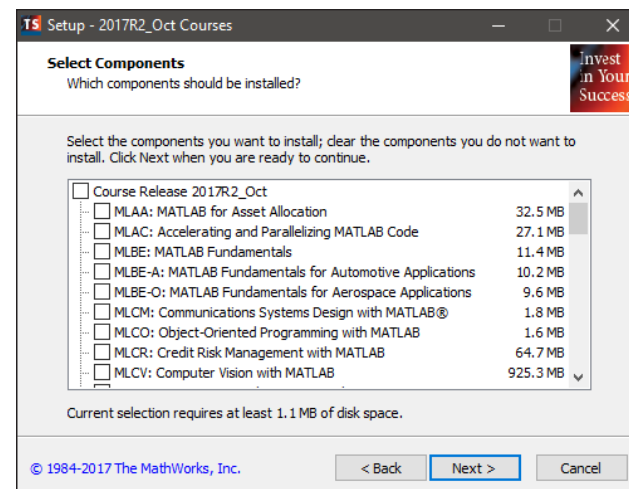 TS Setup - 2017R2_Oct Courses
Select Components
Which components should be installed?
Invest
in Your
Success
Select the components you want to install; clear the components you do not want to
install. Click Next when you are ready to continue.
Course Release 2017R2_Oct
MLAA: MATLAB for Asset Allocation 32.5 MB
MLAC: Accelerating and Parallelizing MATLAB Code 27.1 MB
MLBE: MATLAB Fundamentals 11.4 MB
MLBE-A: MATLAB Fundamentals for Automotive Applications 10.2 MB
MLBE-O: MATLAB Fundamentals for Aerospace Applications 9.6 MB
MLCM: Communications Systems Design with MATLAB® 1.8 MB
MLCO: Object-Oriented Programming with MATLAB 1.6 MB
MLCR: Credit Risk Management with MATLAB 64.7 MB
MLCV: Computer Vision with MATLAB 925.3 MB
Current selection requires at least 1.1 MB of disk space.
© 1984-2017 The MathWorks, Inc.
< Back Next > Cancel